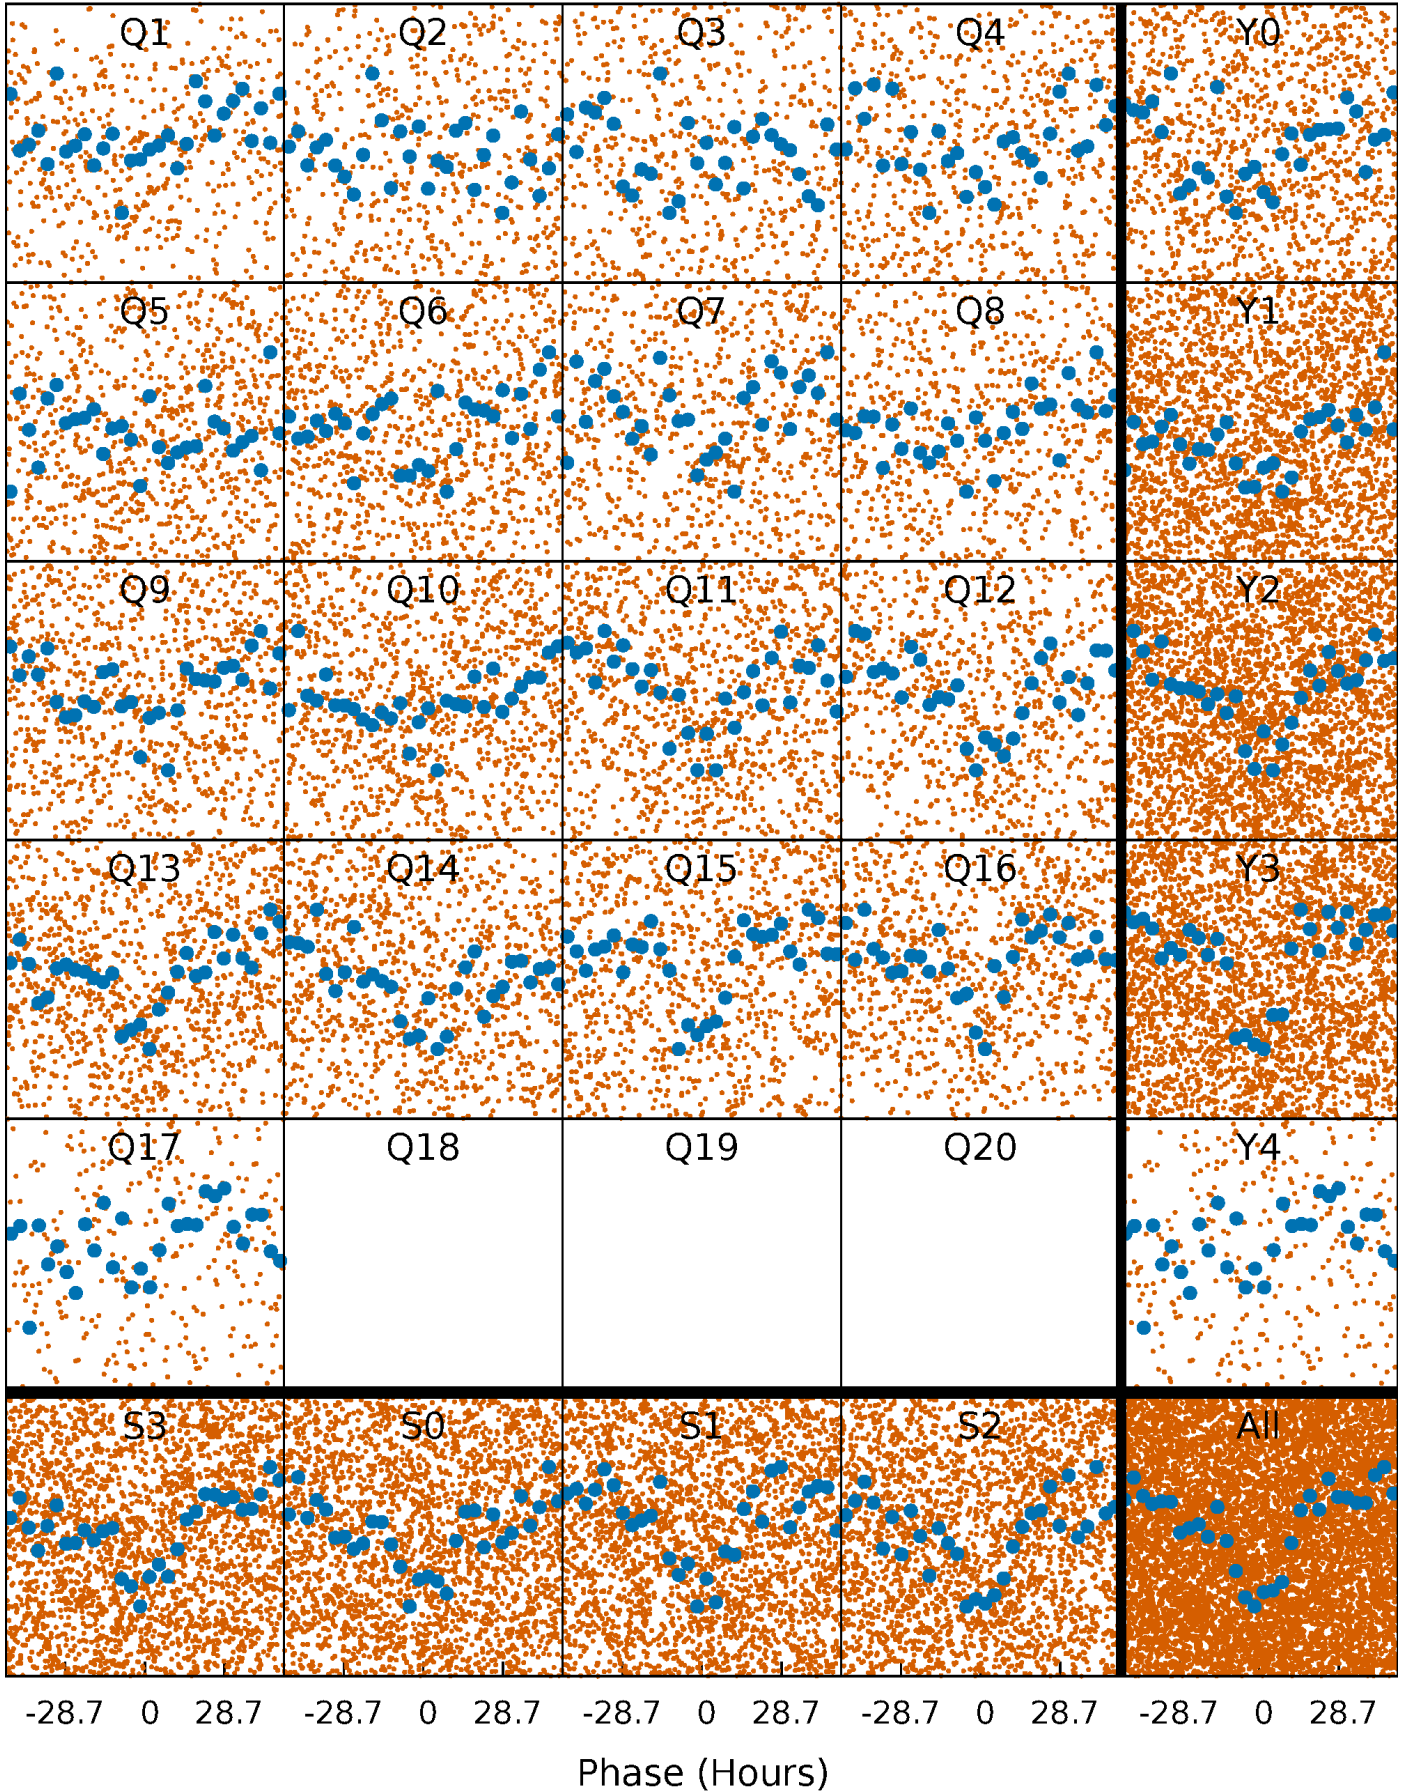 Q1 Q2 Q3 Q4 Y0
Q5 Q6 Q7 Q8 Y1
Q9 Q10 Q11 Q12 Y2
Q13 Q14 Q15 Q16 Y3
Q17 Q18 Q19 Q20 Y4
S3 S0 S1 S2 All
-28.7 0 28.7 -28.7 0 28.7 -28.7 0 28.7 -28.7 0 28.7 -28.7 0 28.7
Phase (Hours)